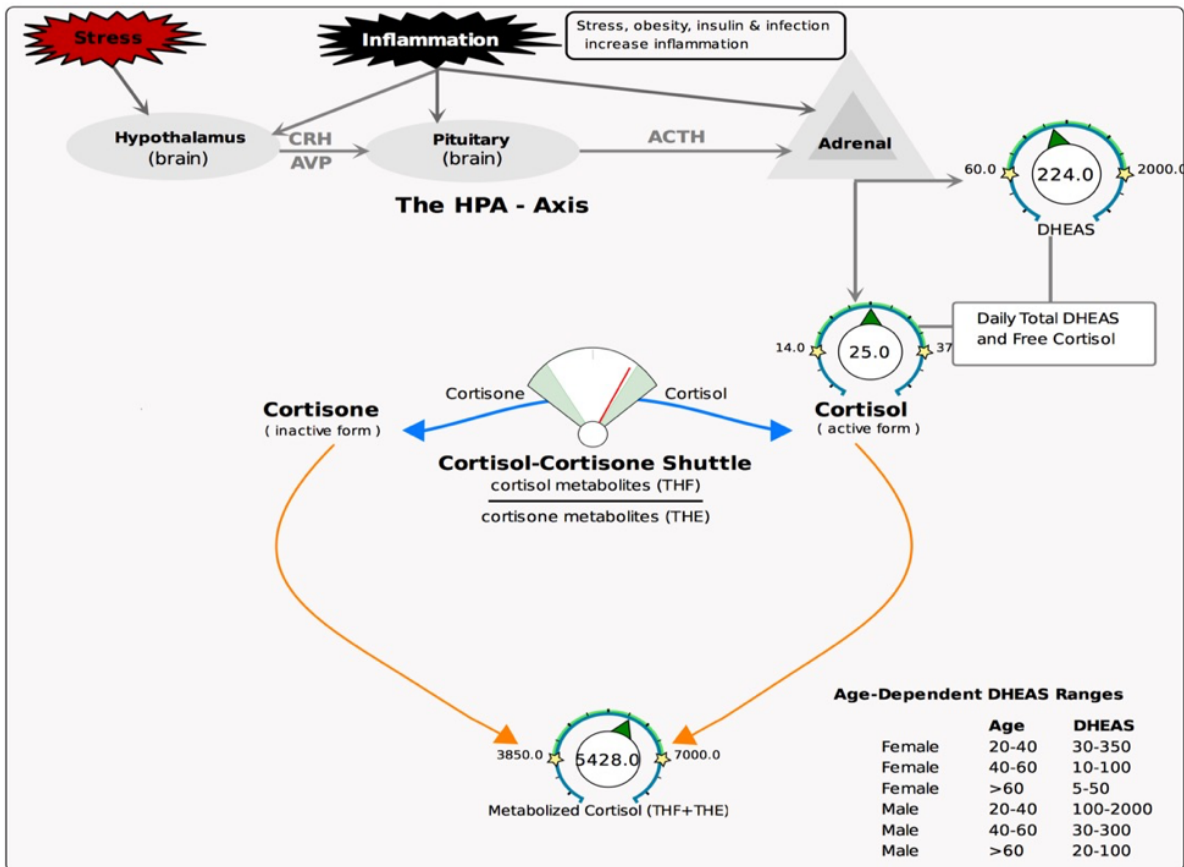 Stress
Inflammation
Stress, obesity, insulin & infection
increase inflammation
Hypothalamus
(brain)
CRH
AVP
Pituitary
(brain)
ACTH
Adrenal
The HPA - Axis
60.0
224.0
2000.0
DHEAS
Daily Total DHEAS
and Free Cortisol
14.0
25.0
37
Cortisone
Cortisol
Cortisone
( inactive form )
Cortisol
( active form )
Cortisol-Cortisone Shuttle
cortisol metabolites (THF)
cortisone metabolites (THE)
3850.0
5428.0
7000.0
Metabolized Cortisol (THF+THE)
Age-Dependent DHEAS Ranges
Age DHEAS
Female 20-40 30-350
Female 40-60 10-100
Female >60 5-50
Male 20-40 100-2000
Male 40-60 30-300
Male >60 20-100